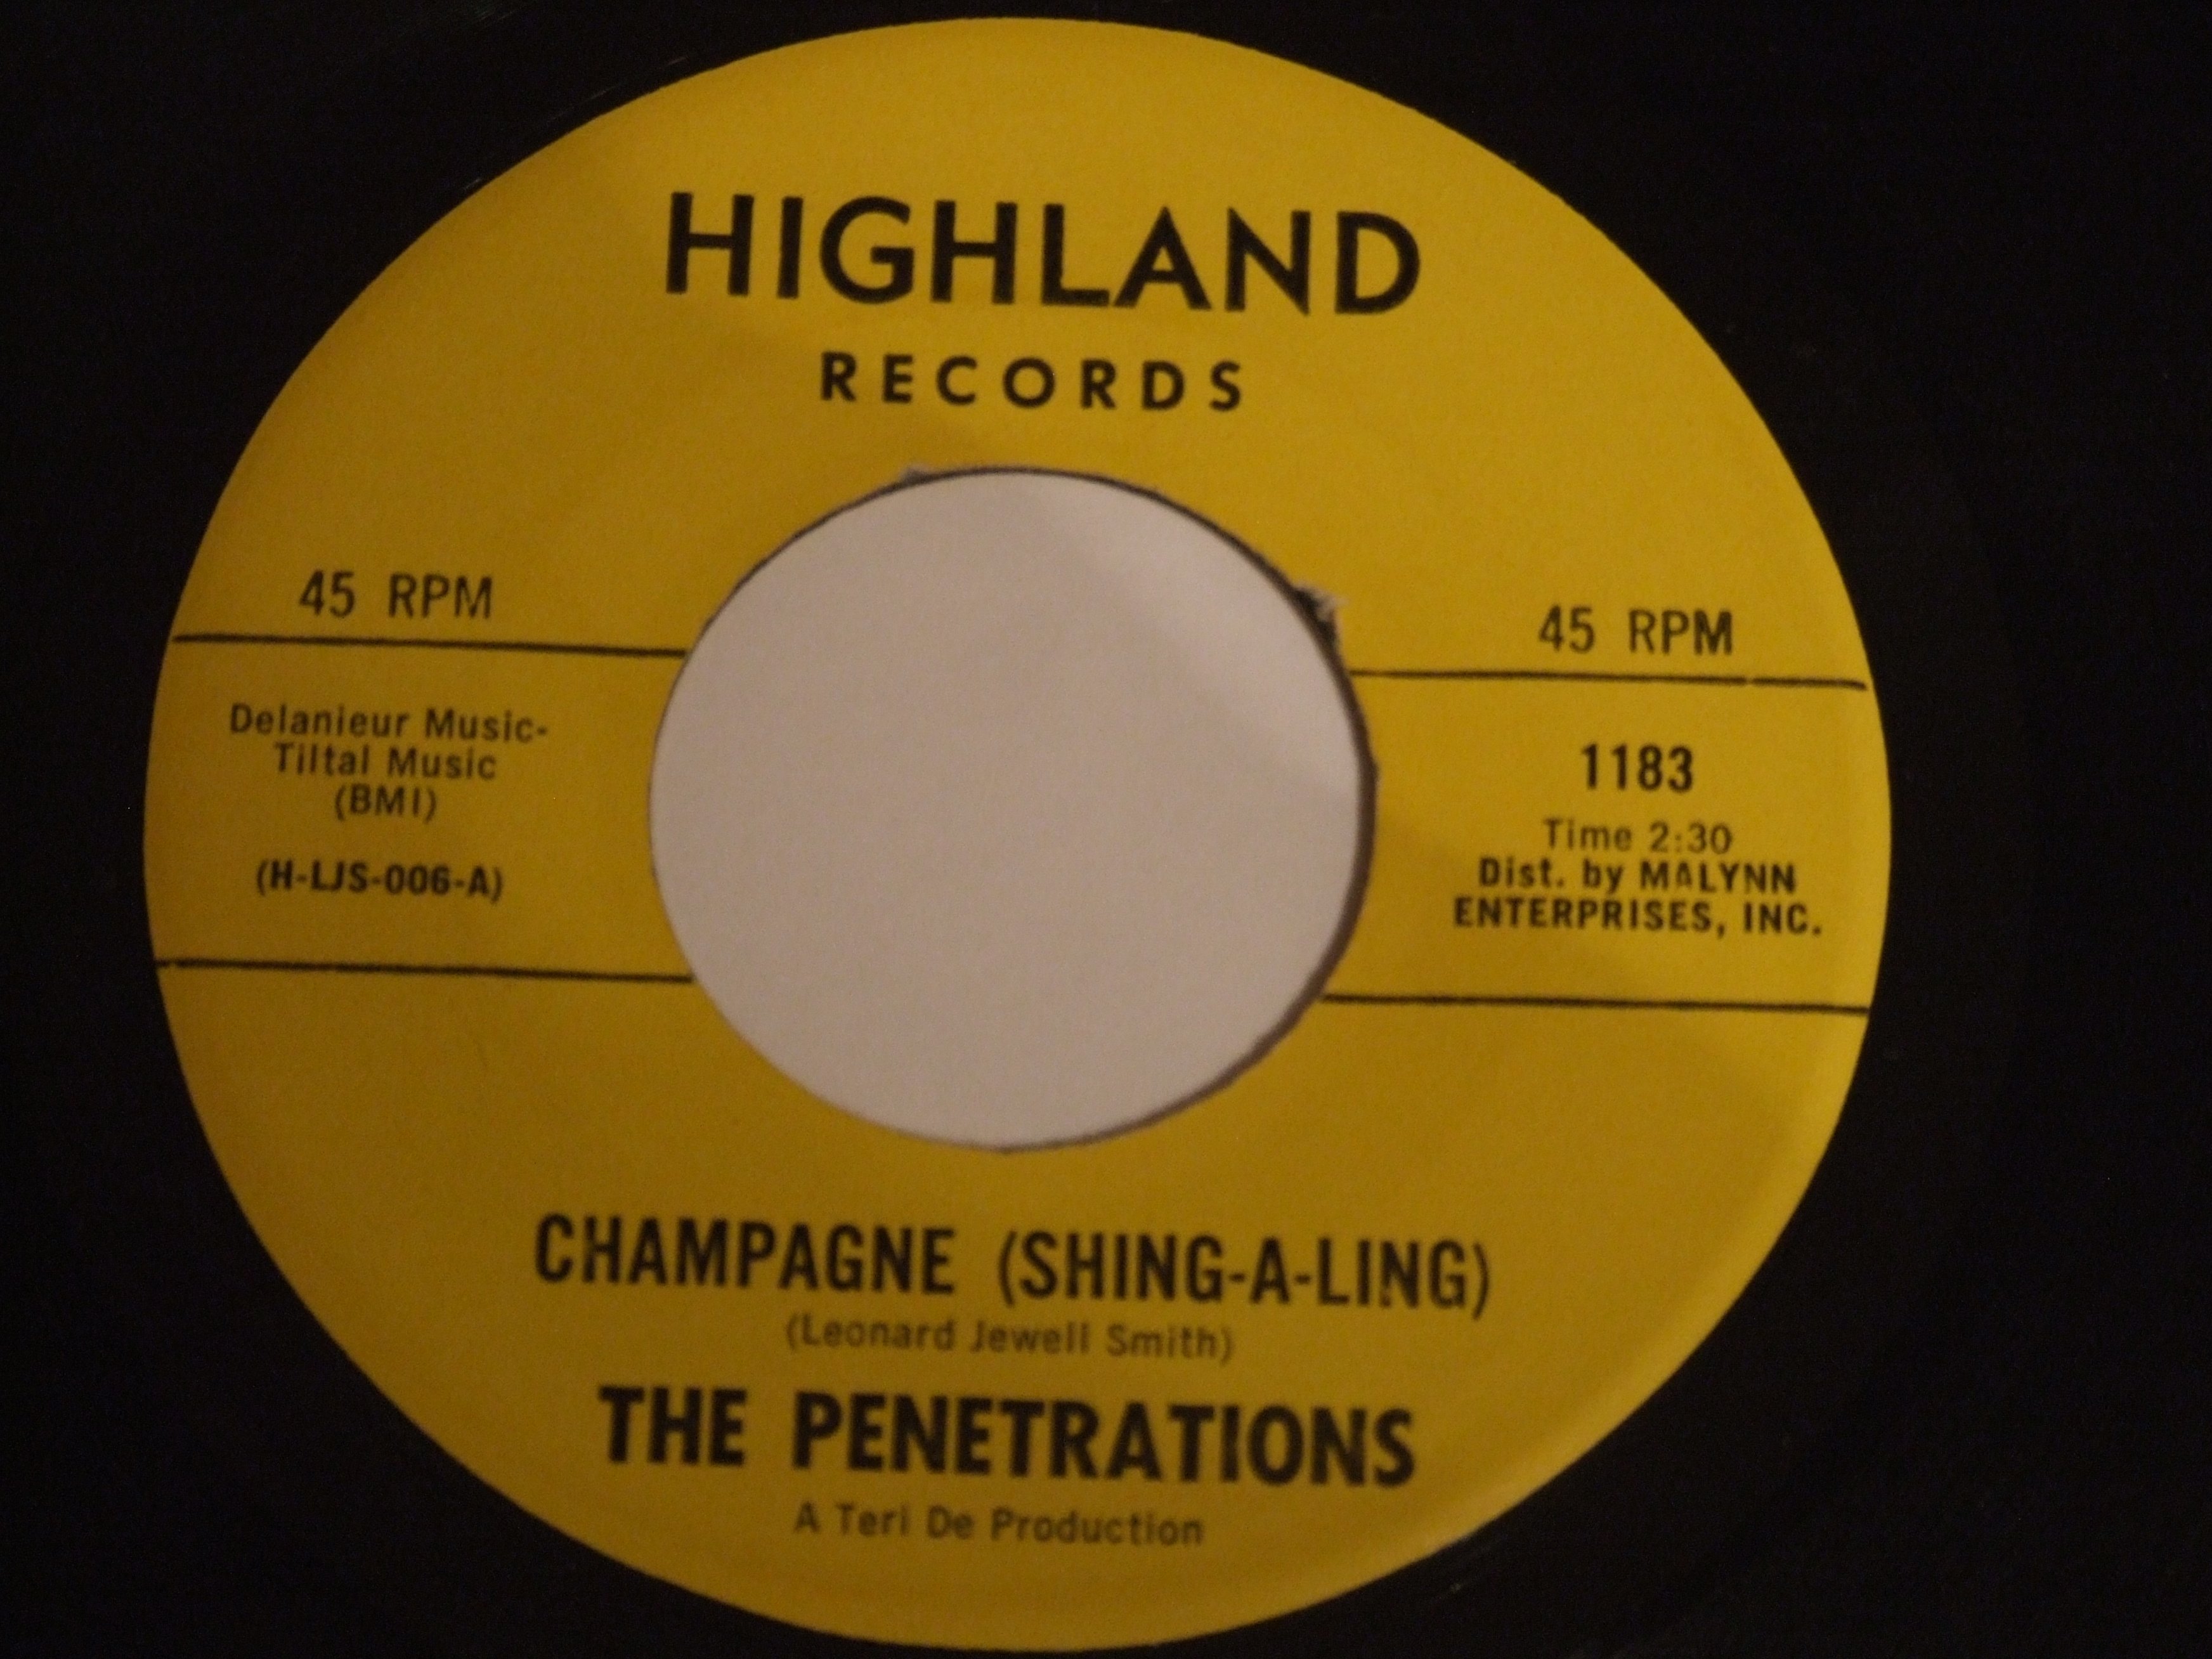 HIGHLAND
RECORDS
45 RPM
45 RPM
Delanieur Music-
Tiltal Music
(BMI)
(H-LJS-006-A)
1183
Time 2:30
Dist. by MALYNN
ENTERPRISES, INC.
CHAMPAGNE (SHING-A-LING)
(Leonard Jewell Smith)
THE PENETRATIONS
A Teri De Production